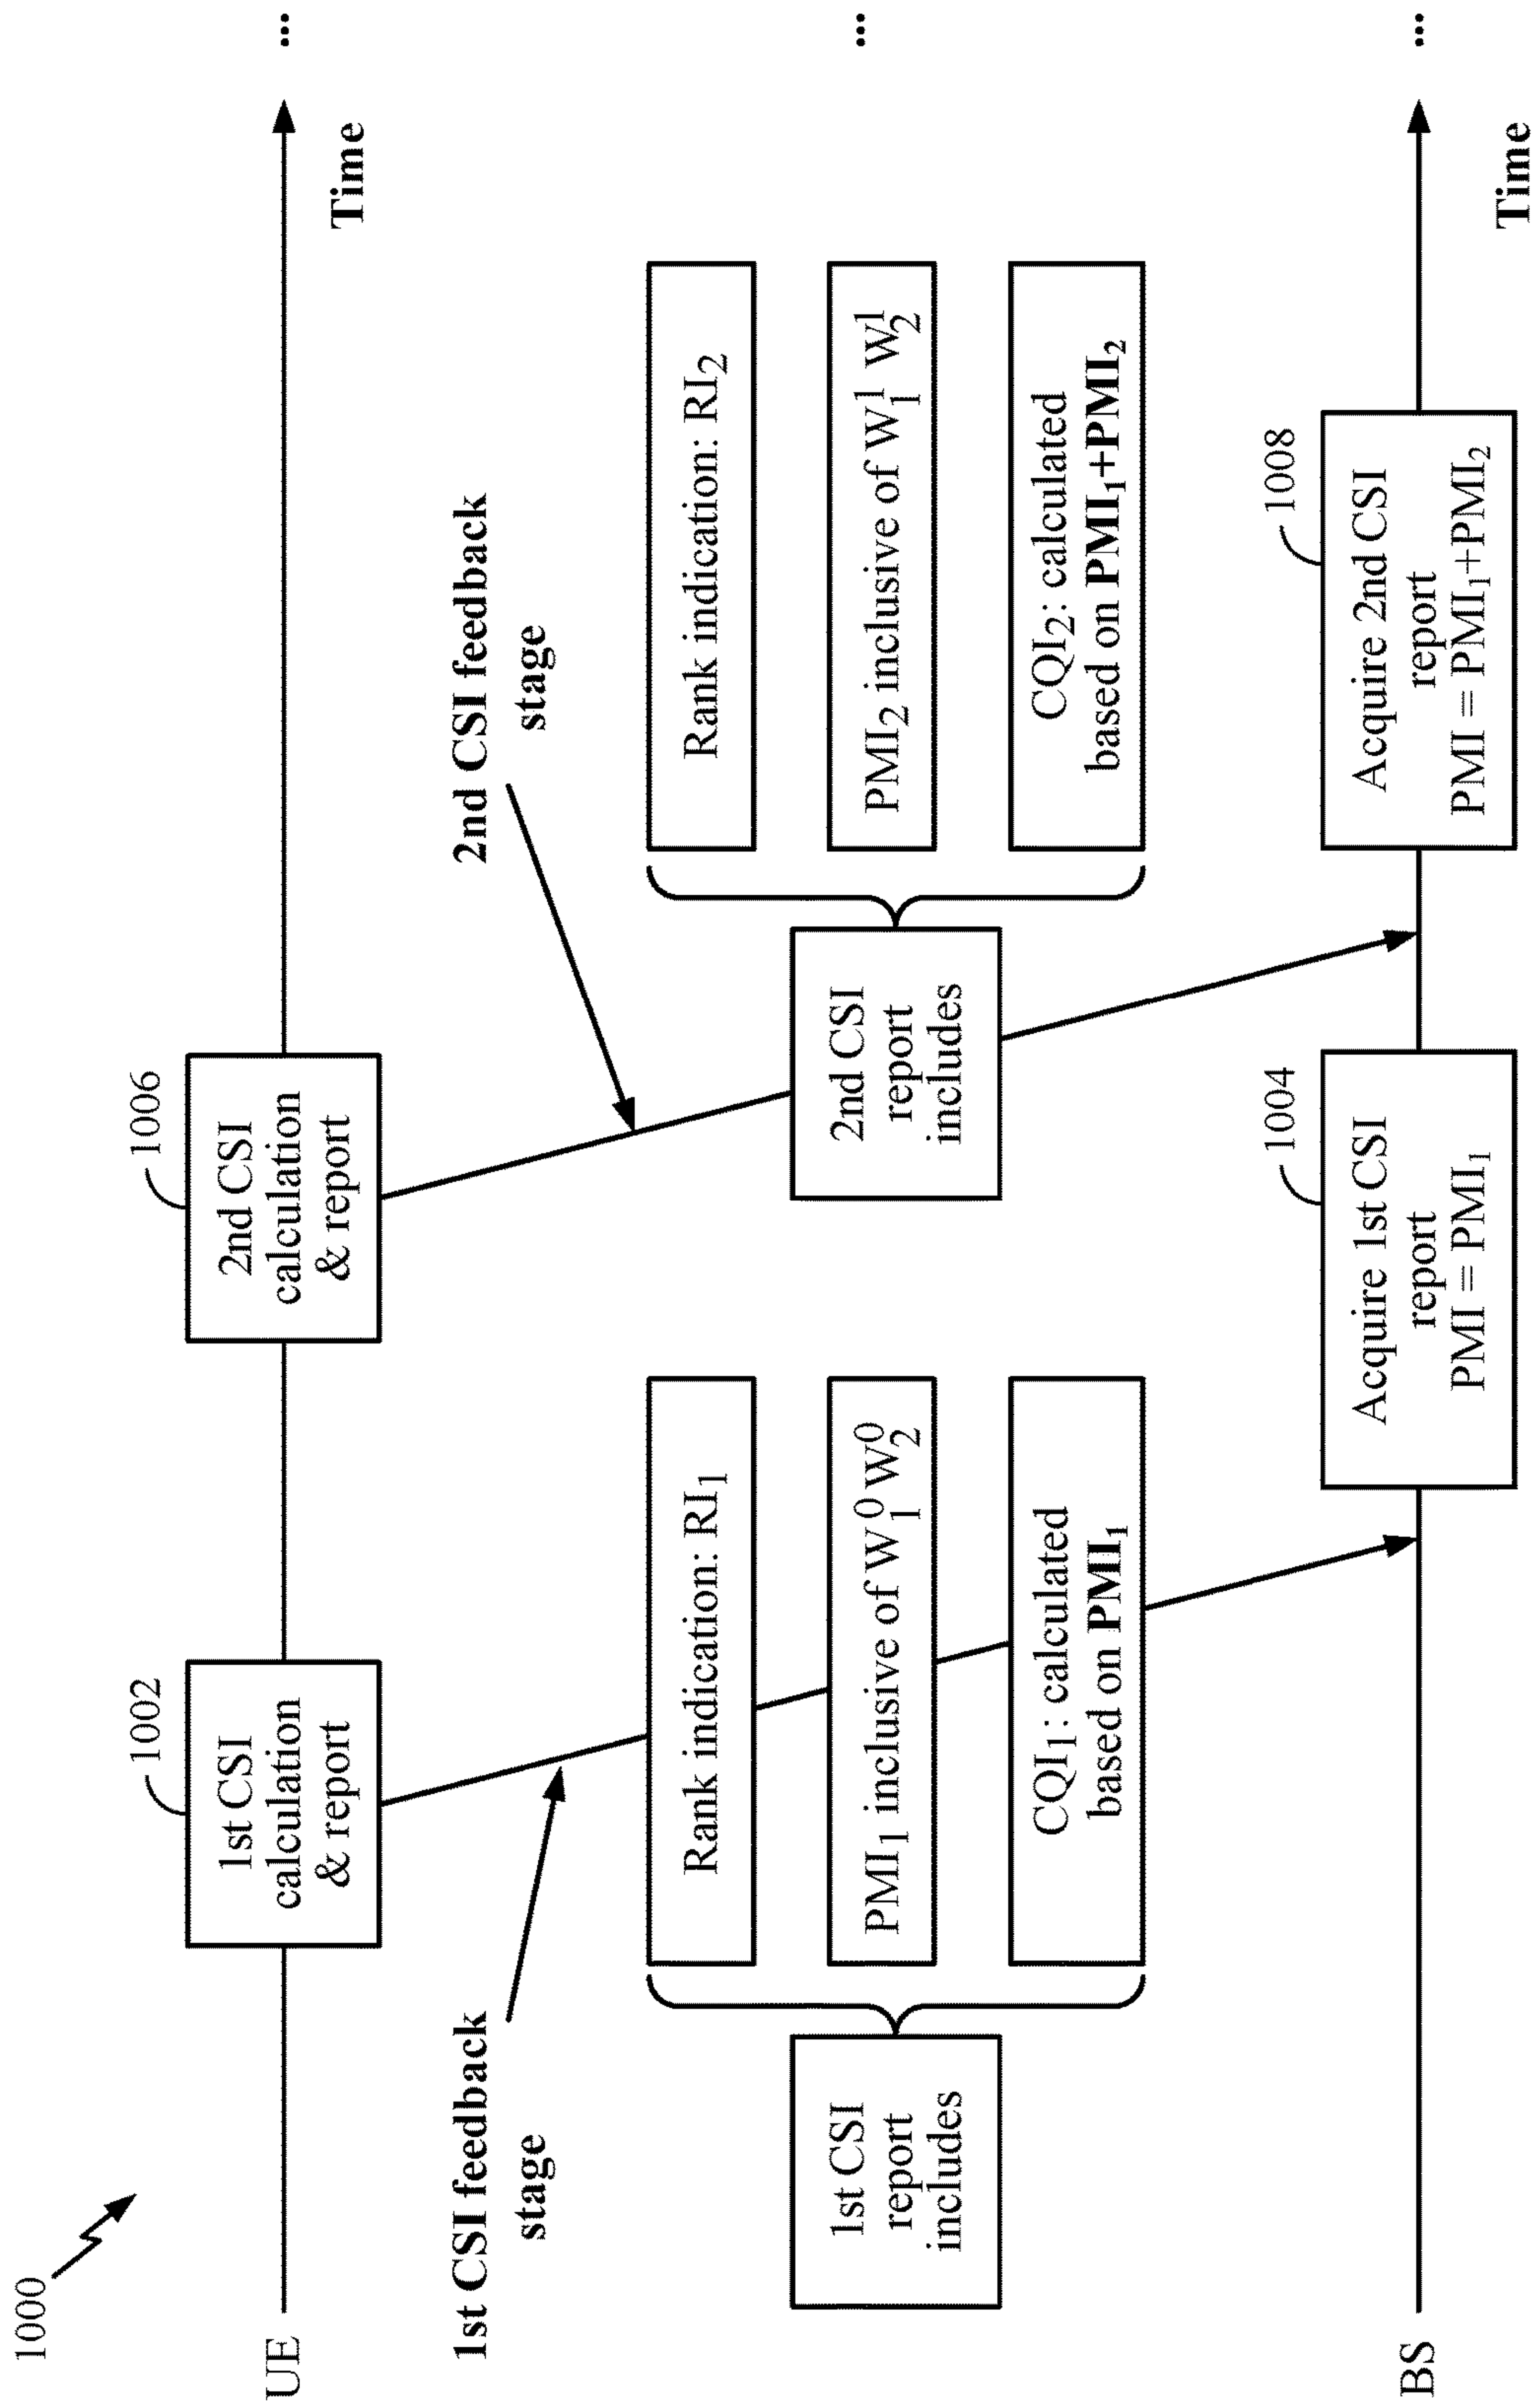 1000
UE
1002
1st CSI
calculation
& report
1006
2nd CSI
calculation
& report
Time
...
1st CSI feedback
stage
2nd CSI feedback
stage
1st CSI
report
includes
Rank indication: RI₁
PMI₁ inclusive of W₁⁰ W₂⁰
CQI₁: calculated
based on PMI₁
2nd CSI
report
includes
Rank indication: RI₂
PMI₂ inclusive of W₁¹ W₂¹
CQI₂: calculated
based on PMI₁+PMI₂
...
BS
1004
Acquire 1st CSI
report
PMI = PMI₁
1008
Acquire 2nd CSI
report
PMI = PMI₁+PMI₂
Time
...